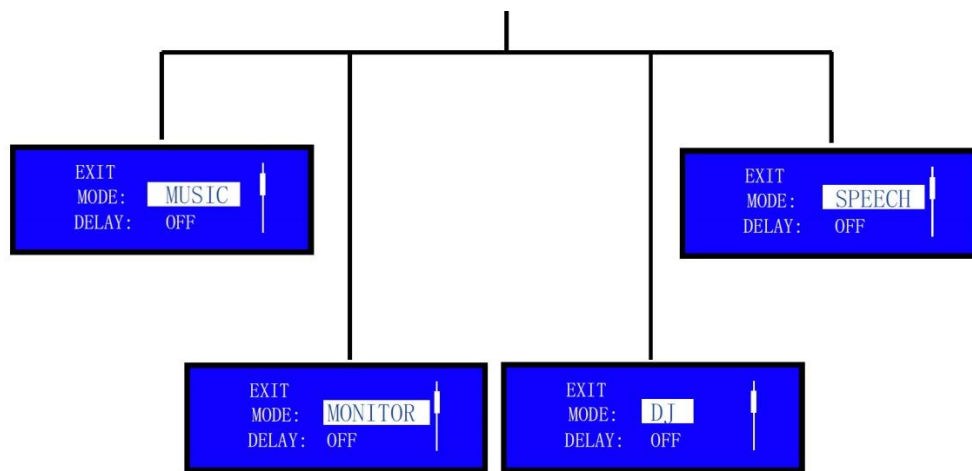 EXIT
MODE: MUSIC
DELAY: OFF
EXIT
MODE: SPEECH
DELAY: OFF
EXIT
MODE: MONITOR
DELAY: OFF
EXIT
MODE: DJ
DELAY: OFF